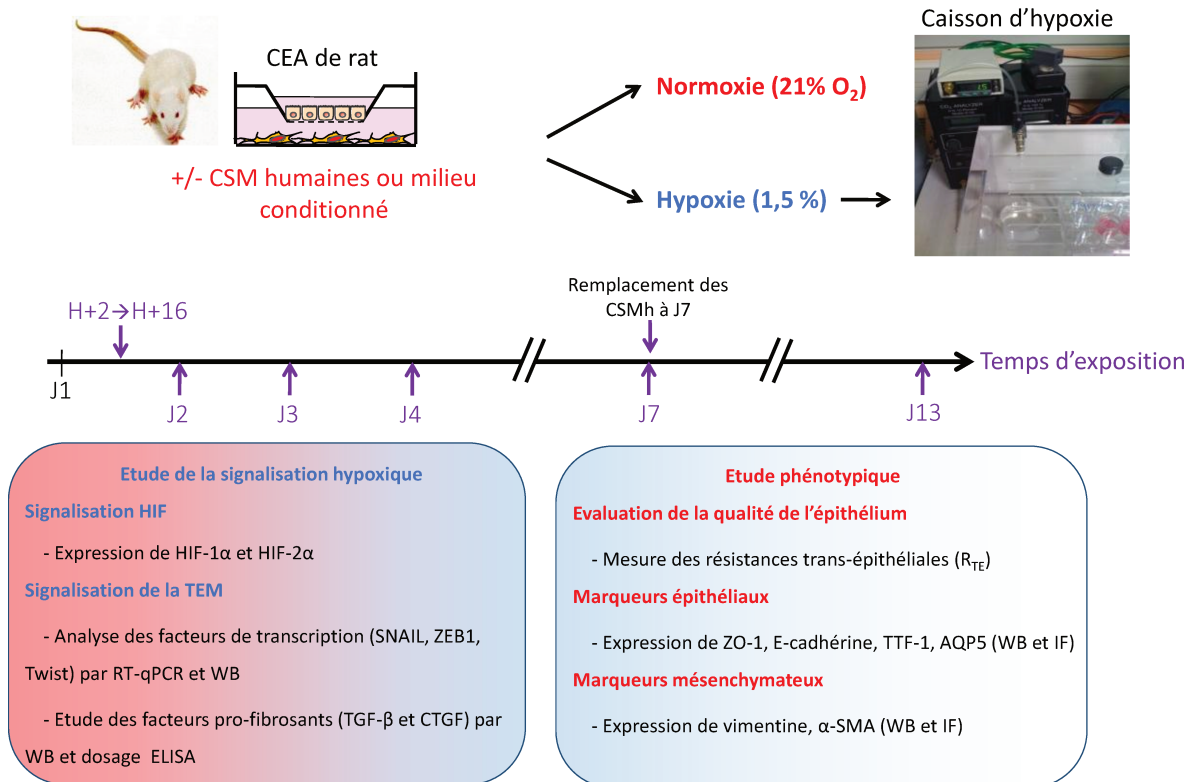 Caisson d’hypoxie
CEA de rat
+/- CSM humaines ou milieu
conditionné
Normoxie (21% O₂)
Hypoxie (1,5 %)
H+2→H+16
Remplacement des
CSMh à J7
Temps d’exposition
J1
J2
J3
J4
J7
J13
Etude de la signalisation hypoxique
Signalisation HIF
- Expression de HIF-1α et HIF-2α
Signalisation de la TEM
- Analyse des facteurs de transcription (SNAIL, ZEB1,
Twist) par RT-qPCR et WB
- Etude des facteurs pro-fibrosants (TGF-β et CTGF) par
WB et dosage ELISA
Etude phénotypique
Evaluation de la qualité de l’épithélium
- Mesure des résistances trans-épithéliales (R_TE)
Marqueurs épithéliaux
- Expression de ZO-1, E-cadhérine, TTF-1, AQP5 (WB et IF)
Marqueurs mésenchymateux
- Expression de vimentine, α-SMA (WB et IF)